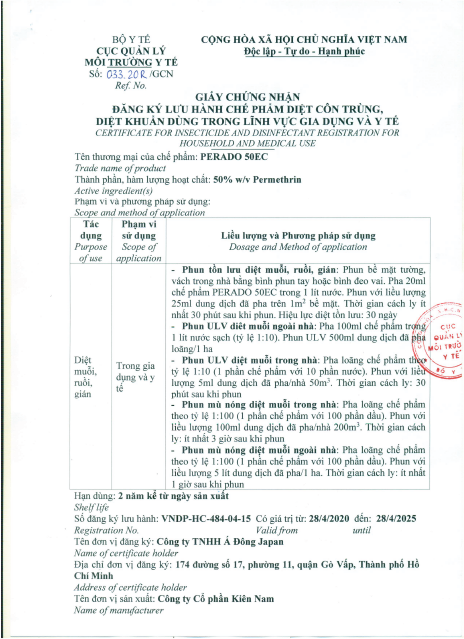 BỘ Y TẾ
CỤC QUẢN LÝ
MÔI TRƯỜNG Y TẾ
Số: 033.20R /GCN
Ref. No.
CỘNG HÒA XÃ HỘI CHỦ NGHĨA VIỆT NAM
Độc lập - Tự do - Hạnh phúc
GIẤY CHỨNG NHẬN
ĐĂNG KÝ LƯU HÀNH CHẾ PHẨM DIỆT CÔN TRÙNG,
DIỆT KHUẨN DÙNG TRONG LĨNH VỰC GIA DỤNG VÀ Y TẾ
CERTIFICATE FOR INSECTICIDE AND DISINFECTANT REGISTRATION FOR
HOUSEHOLD AND MEDICAL USE
Tên thương mại của chế phẩm: PERADO 50EC
Trade name of product
Thành phần, hàm lượng hoạt chất: 50% w/v Permethrin
Active ingredient(s)
Phạm vi và phương pháp sử dụng:
Scope and method of application
Tác
dụng
Purpose
of use
Phạm vi
sử dụng
Scope of
application
Liều lượng và Phương pháp sử dụng
Dosage and Method of application
Diệt
muỗi,
ruồi,
gián
Trong gia
dụng và y
tế
- Phun tồn lưu diệt muỗi, ruồi, gián: Phun bề mặt tường,
vách trong nhà bằng bình phun tay hoặc bình đeo vai. Pha 20ml
chế phẩm PERADO 50EC trong 1 lít nước. Phun với liều lượng
25ml dung dịch đã pha trên 1m² bề mặt. Thời gian cách ly ít
nhất 30 phút sau khi phun. Hiệu lực diệt tồn lưu: 30 ngày
- Phun ULV diêt muỗi ngoài nhà: Pha 100ml chế phẩm trong
1 lít nước sạch (tỷ lệ 1:10). Phun ULV 500ml dung dịch đã pha
loãng/1 ha
- Phun ULV diệt muỗi trong nhà: Pha loãng chế phẩm theo
tỷ lệ 1:10 (1 phần chế phẩm với 10 phần nước). Phun với liều
lượng 5ml dung dịch đã pha/nhà 50m³. Thời gian cách ly: 30
phút sau khi phun
- Phun mù nóng diệt muỗi trong nhà: Pha loãng chế phẩm
theo tỷ lệ 1:100 (1 phần chế phẩm với 100 phần dầu). Phun với
liều lượng 100ml dung dịch đã pha/nhà 200m³. Thời gian cách
ly: ít nhất 3 giờ sau khi phun
- Phun mù nóng diệt muỗi ngoài nhà: Pha loãng chế phẩm
theo tỷ lệ 1:100 (1 phần chế phẩm với 100 phần dầu). Phun với
liều lượng 5 lít dung dịch đã pha/1 ha. Thời gian cách ly: ít nhất
1 giờ sau khi phun
CỤC
QUẢN LÝ
MÔI TRƯỜ
Y TẾ
Hạn dùng: 2 năm kể từ ngày sản xuất
Shelf life
Số đăng ký lưu hành: VNDP-HC-484-04-15 Có giá trị từ: 28/4/2020 đến: 28/4/2025
Registration No. Valid from until
Tên đơn vị đăng ký: Công ty TNHH Á Đông Japan
Name of certificate holder
Địa chỉ đơn vị đăng ký: 174 đường số 17, phường 11, quận Gò Vấp, Thành phố Hồ
Chí Minh
Address of certificate holder
Tên đơn vị sản xuất: Công ty Cổ phần Kiên Nam
Name of manufacturer